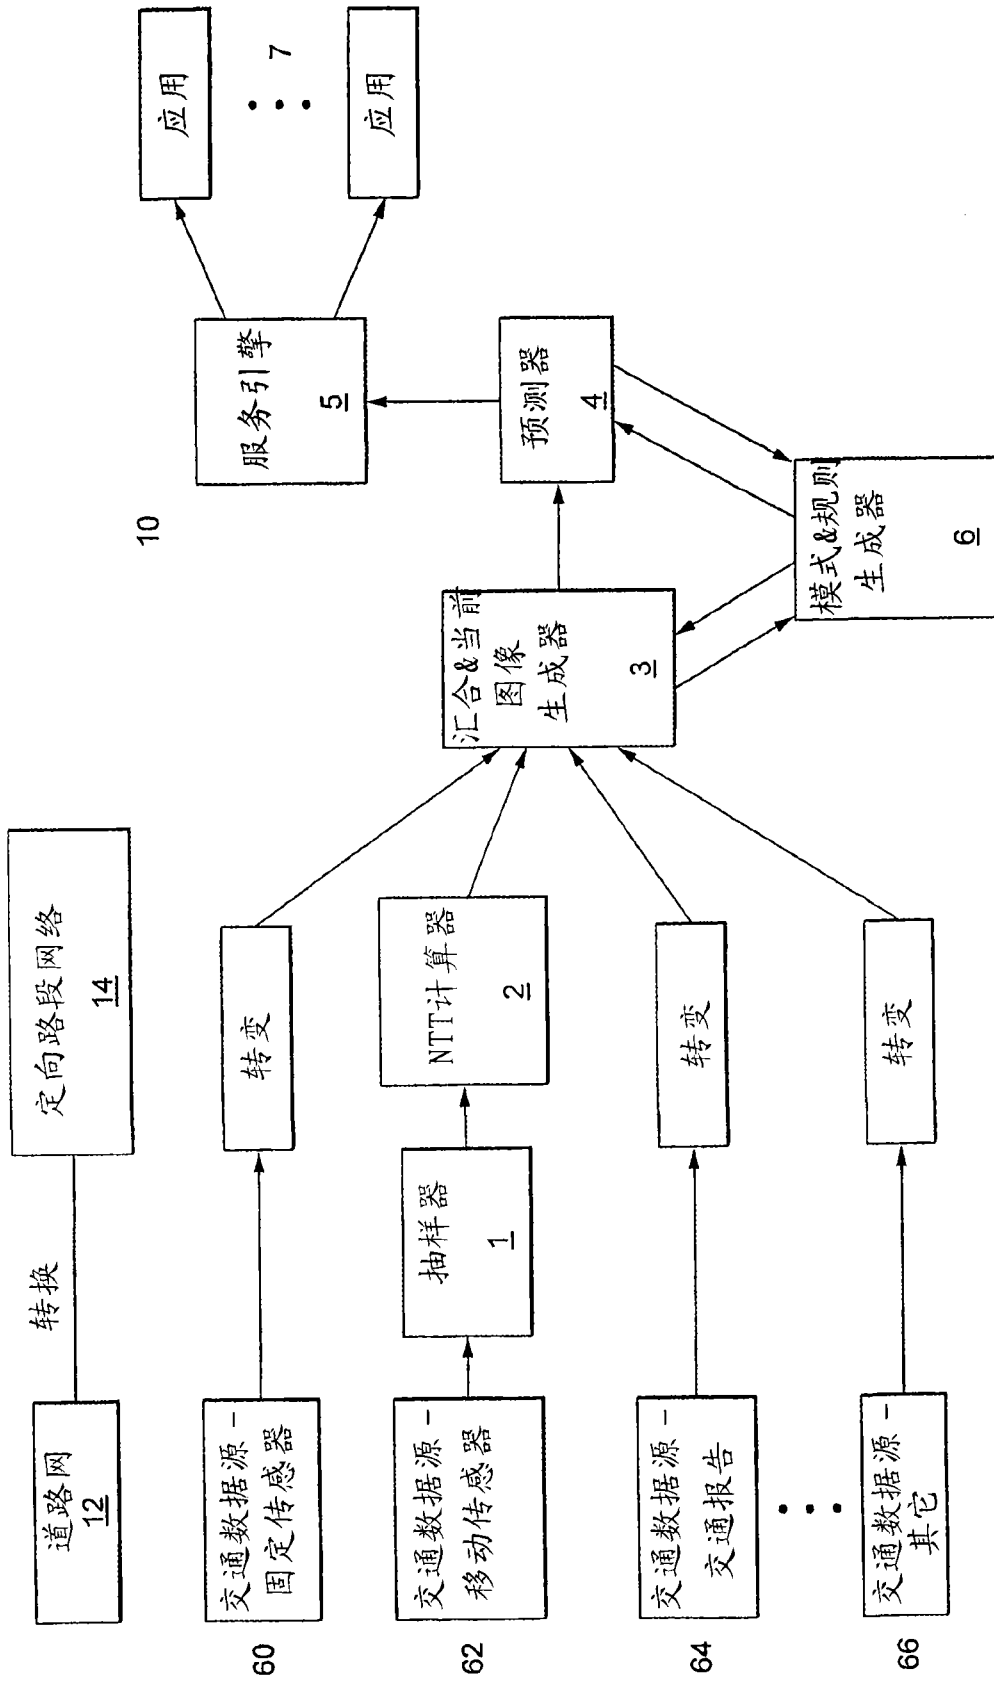 道路网
12
转换
定向路段网络
14
10
60
交通数据源-
固定传感器
转变
62
交通数据源-
移动传感器
抽样器
1
NTT计算器
2
64
交通数据源-
交通报告
转变
66
交通数据源-
其它
转变
汇合&当前
图像
生成器
3
预测器
4
服务引擎
5
模式&规则
生成器
6
应用
7
应用